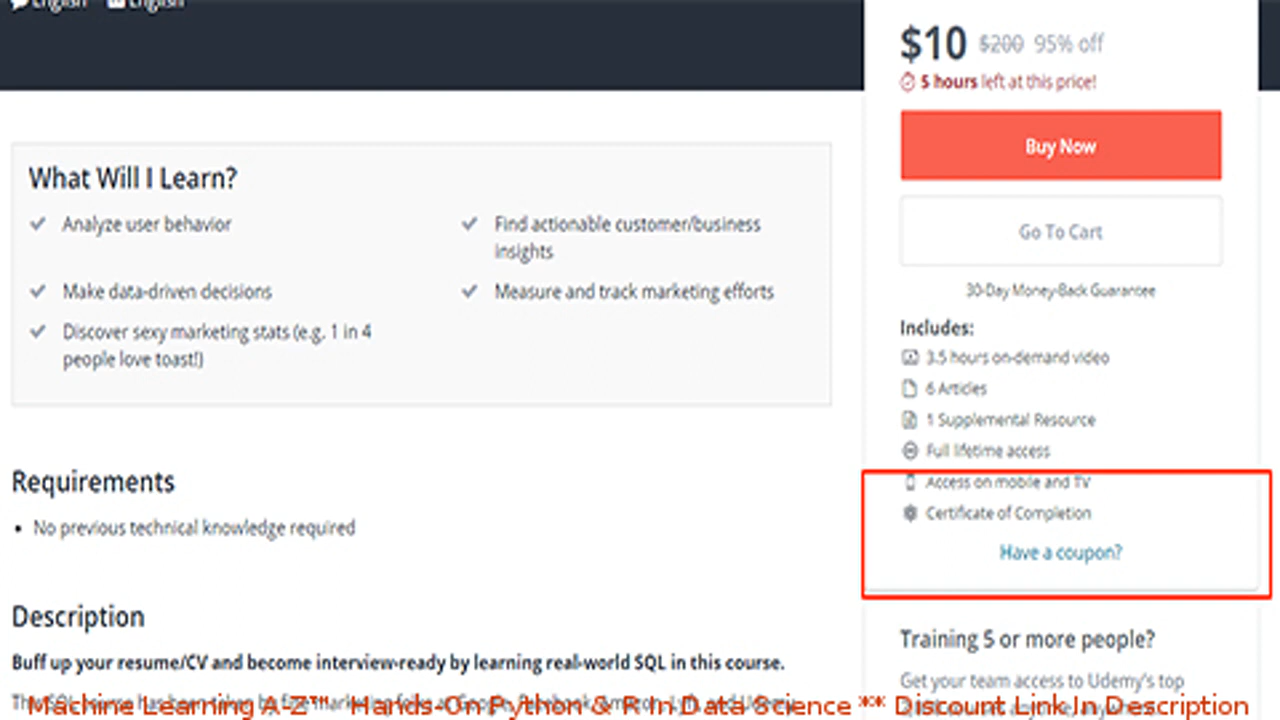 English English
What Will I Learn?
Analyze user behavior
Find actionable customer/business
insights
Make data-driven decisions
Measure and track marketing efforts
Discover sexy marketing stats (e.g. 1 in 4
people love toast!)
Requirements
• No previous technical knowledge required
Description
Buff up your resume/CV and become interview-ready by learning real-world SQL in this course.
$10 $200 95% off
5 hours left at this price!
Buy Now
Go To Cart
30-Day Money-Back Guarantee
Includes:
3.5 hours on-demand video
6 Articles
1 Supplemental Resource
Full lifetime access
Access on mobile and TV
Certificate of Completion
Have a coupon?
Training 5 or more people?
Get your team access to Udemy's top
Machine Learning A-Z™: Hands-On Python & R In Data Science ** Discount Link In Description